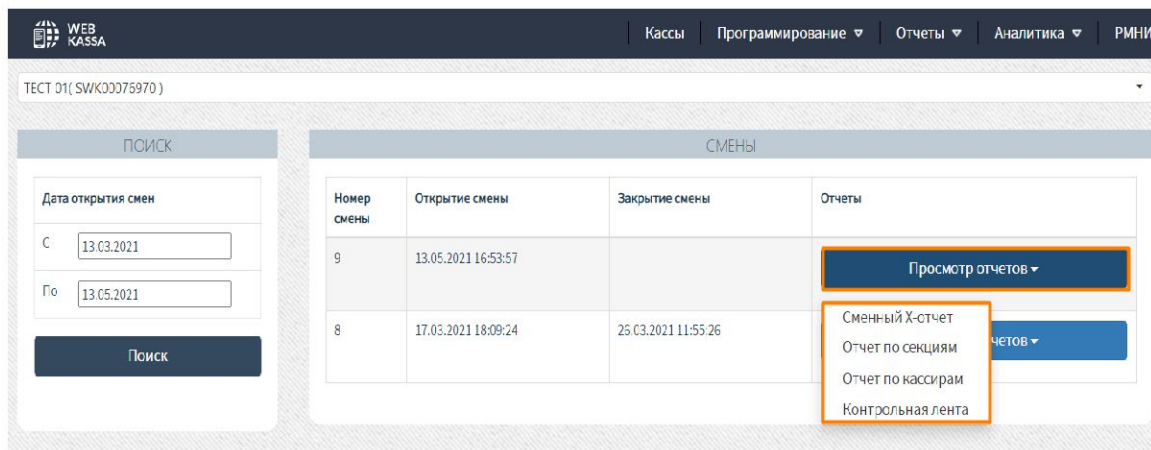 WEB
KASSA
Кассы Программирование Отчеты Аналитика РМНИ
ТЕСТ 01( SWK00075970 )
ПОИСК
Дата открытия смен
С 13.03.2021
По 13.05.2021
Поиск
СМЕНЫ
Номер смены Открытие смены Закрытие смены Отчеты
9 13.05.2021 16:53:57 Просмотр отчетов
8 17.03.2021 18:09:24 26.03.2021 11:55:26 четов
Сменный X-отчет
Отчет по секциям
Отчет по кассирам
Контрольная лента